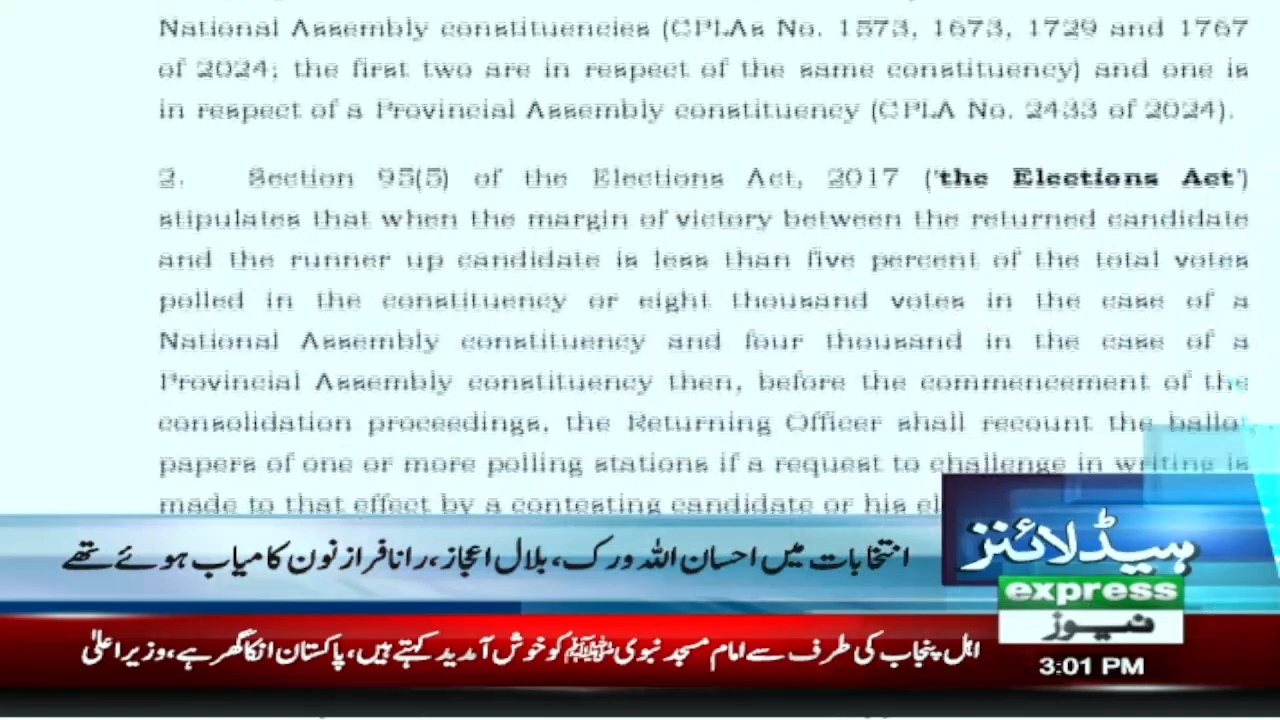 National Assembly constituencies (CPLAs No. 1573, 1673, 1729 and 1767
of 2024; the first two are in respect of the same constituency) and one is
in respect of a Provincial Assembly constituency (CPLA No. 2433 of 2024).
2. Section 95(5) of the Elections Act, 2017 ('the Elections Act')
stipulates that when the margin of victory between the returned candidate
and the runner up candidate is less than five percent of the total votes
polled in the constituency or eight thousand votes in the case of a
National Assembly constituency and four thousand in the case of a
Provincial Assembly constituency then, before the commencement of the
consolidation proceedings, the Returning Officer shall recount the ballot
papers of one or more polling stations if a request to challenge in writing is
made to that effect by a contesting candidate or his
ہیڈلائنز
انتخابات میں احسان اللہ ورک، بلال اعجاز، رانا فراز نون کامیاب ہوئے تھے
express
نیوز
اہل پنجاب کی طرف سے امام مسجد نبویﷺ کو خوش آمدید کہتے ہیں، پاکستان انکا گھر ہے، وزیراعلیٰ
3:01 PM